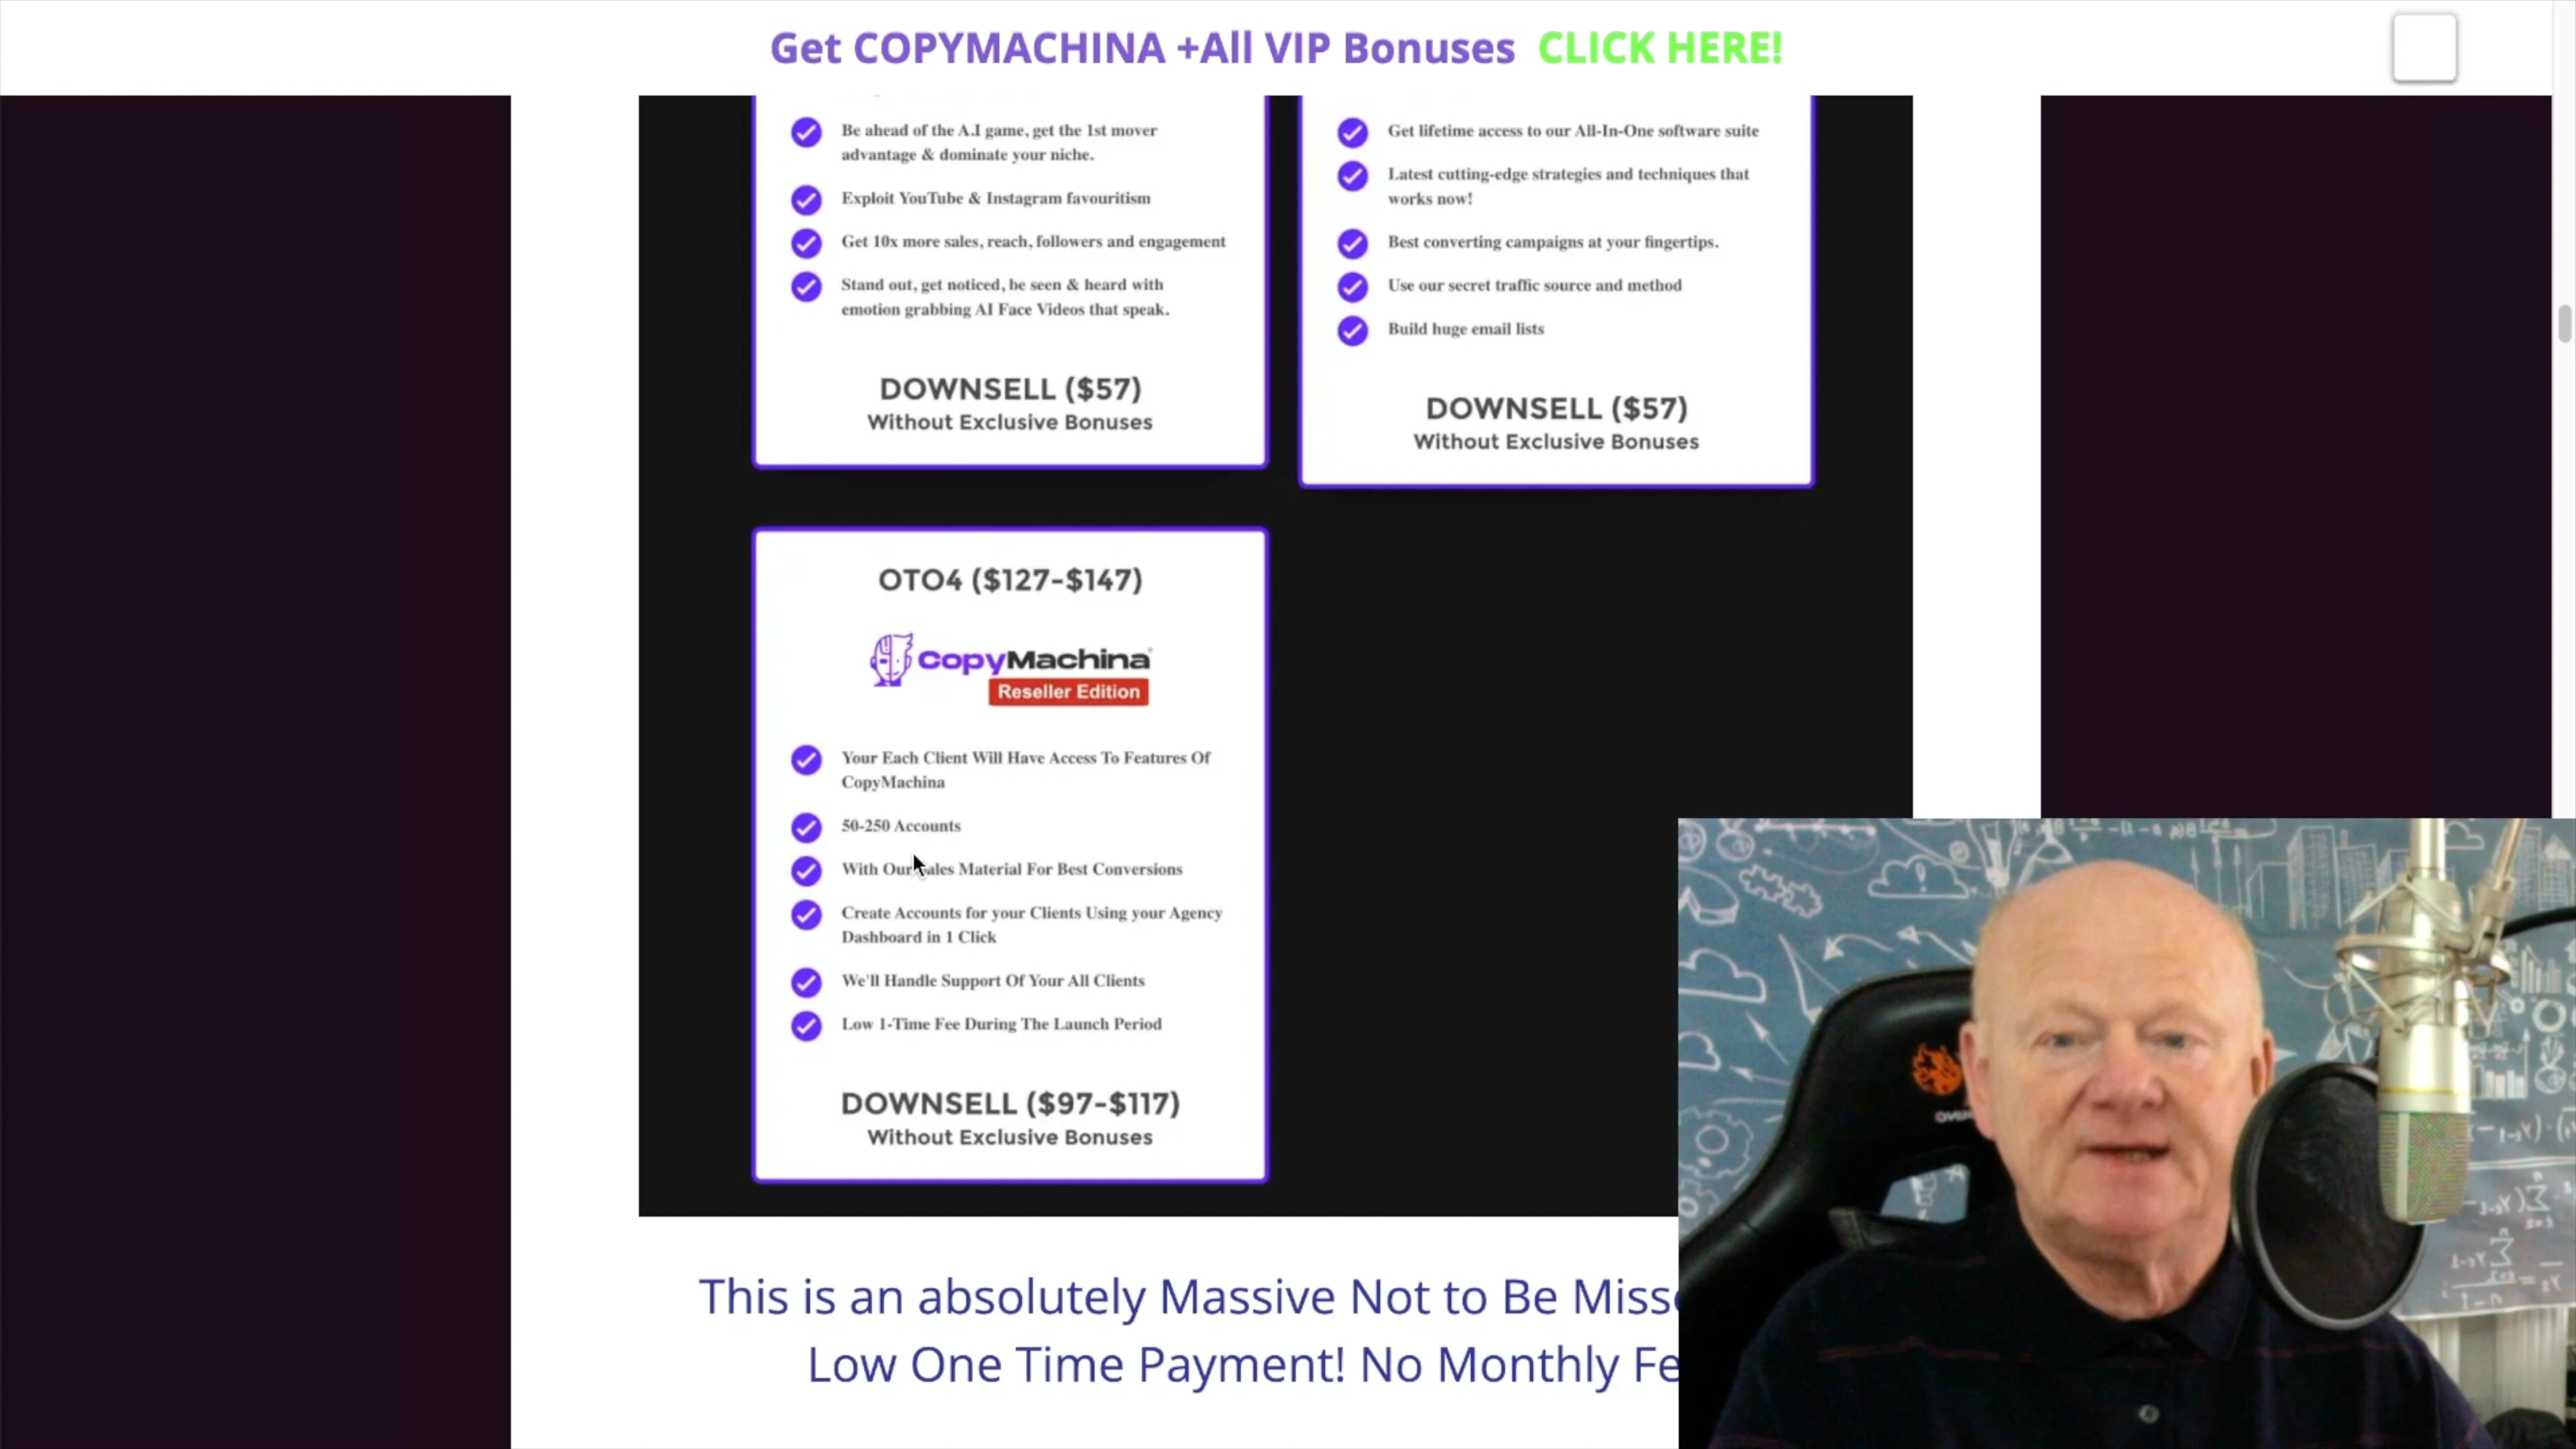 Get COPYMACHINA +All VIP Bonuses CLICK HERE!
Be ahead of the A.I game, get the 1st mover
advantage & dominate your niche.
Exploit YouTube & Instagram favouritism
Get 10x more sales, reach, followers and engagement
Stand out, get noticed, be seen & heard with
emotion grabbing AI Face Videos that speak.
DOWNSELL ($57)
Without Exclusive Bonuses
Get lifetime access to our All-In-One software suite
Latest cutting-edge strategies and techniques that
works now!
Best converting campaigns at your fingertips.
Use our secret traffic source and method
Build huge email lists
DOWNSELL ($57)
Without Exclusive Bonuses
OTO4 ($127-$147)
CopyMachina
Reseller Edition
Your Each Client Will Have Access To Features Of
CopyMachina
50-250 Accounts
With Our Sales Material For Best Conversions
Create Accounts for your Clients Using your Agency
Dashboard in 1 Click
We'll Handle Support Of Your All Clients
Low 1-Time Fee During The Launch Period
DOWNSELL ($97-$117)
Without Exclusive Bonuses
This is an absolutely Massive Not to Be
Low One Time Payment! No Monthly